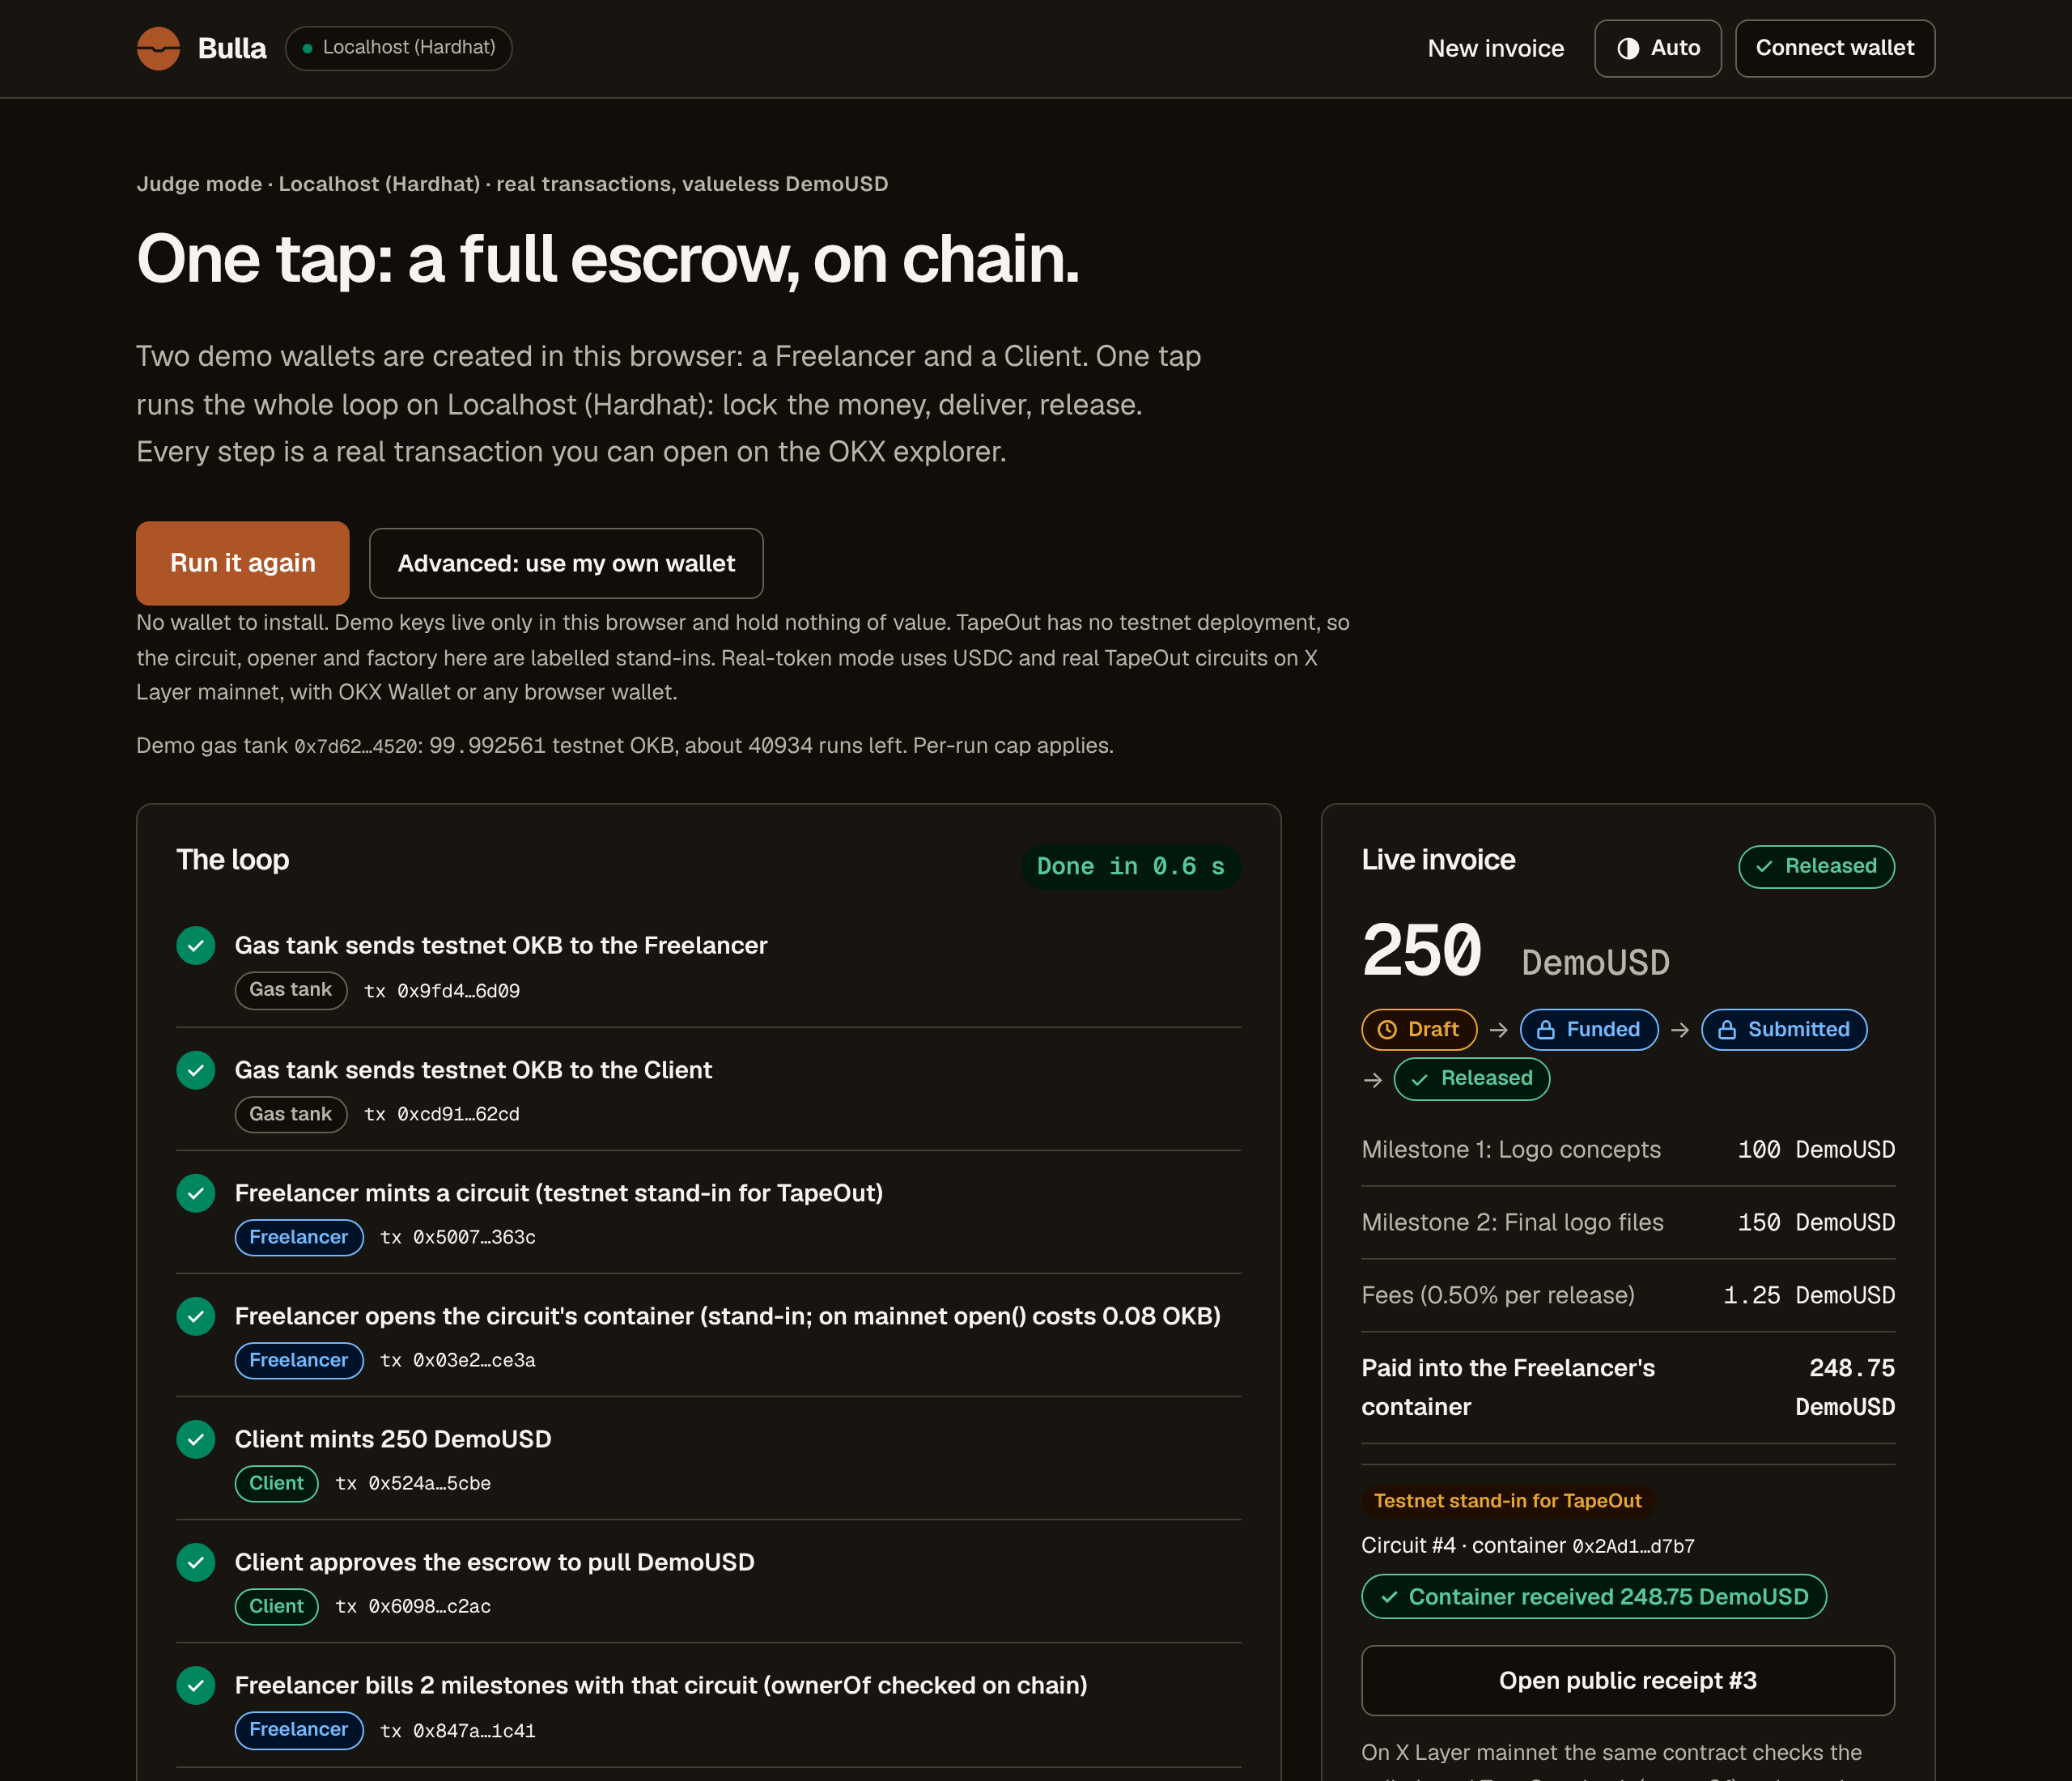 Bulla
Localhost (Hardhat)
New invoice
Auto
Connect wallet
Judge mode · Localhost (Hardhat) · real transactions, valueless DemoUSD
One tap: a full escrow, on chain.
Two demo wallets are created in this browser: a Freelancer and a Client. One tap
runs the whole loop on Localhost (Hardhat): lock the money, deliver, release.
Every step is a real transaction you can open on the OKX explorer.
Run it again
Advanced: use my own wallet
No wallet to install. Demo keys live only in this browser and hold nothing of value. TapeOut has no testnet deployment, so
the circuit, opener and factory here are labelled stand-ins. Real-token mode uses USDC and real TapeOut circuits on X
Layer mainnet, with OKX Wallet or any browser wallet.
Demo gas tank 0x7d62…4520: 99.992561 testnet OKB, about 40934 runs left. Per-run cap applies.
The loop
Done in 0.6 s
Gas tank sends testnet OKB to the Freelancer
Gas tank tx 0x9fd4…6d09
Gas tank sends testnet OKB to the Client
Gas tank tx 0xcd91…62cd
Freelancer mints a circuit (testnet stand-in for TapeOut)
Freelancer tx 0x5007…363c
Freelancer opens the circuit's container (stand-in; on mainnet open() costs 0.08 OKB)
Freelancer tx 0x03e2…ce3a
Client mints 250 DemoUSD
Client tx 0x524a…5cbe
Client approves the escrow to pull DemoUSD
Client tx 0x6098…c2ac
Freelancer bills 2 milestones with that circuit (ownerOf checked on chain)
Freelancer tx 0x847a…1c41
Live invoice
Released
250 DemoUSD
Draft → Funded → Submitted
→ Released
Milestone 1: Logo concepts 100 DemoUSD
Milestone 2: Final logo files 150 DemoUSD
Fees (0.50% per release) 1.25 DemoUSD
Paid into the Freelancer's 248.75
container DemoUSD
Testnet stand-in for TapeOut
Circuit #4 · container 0x2Ad1…d7b7
Container received 248.75 DemoUSD
Open public receipt #3
On X Layer mainnet the same contract checks the